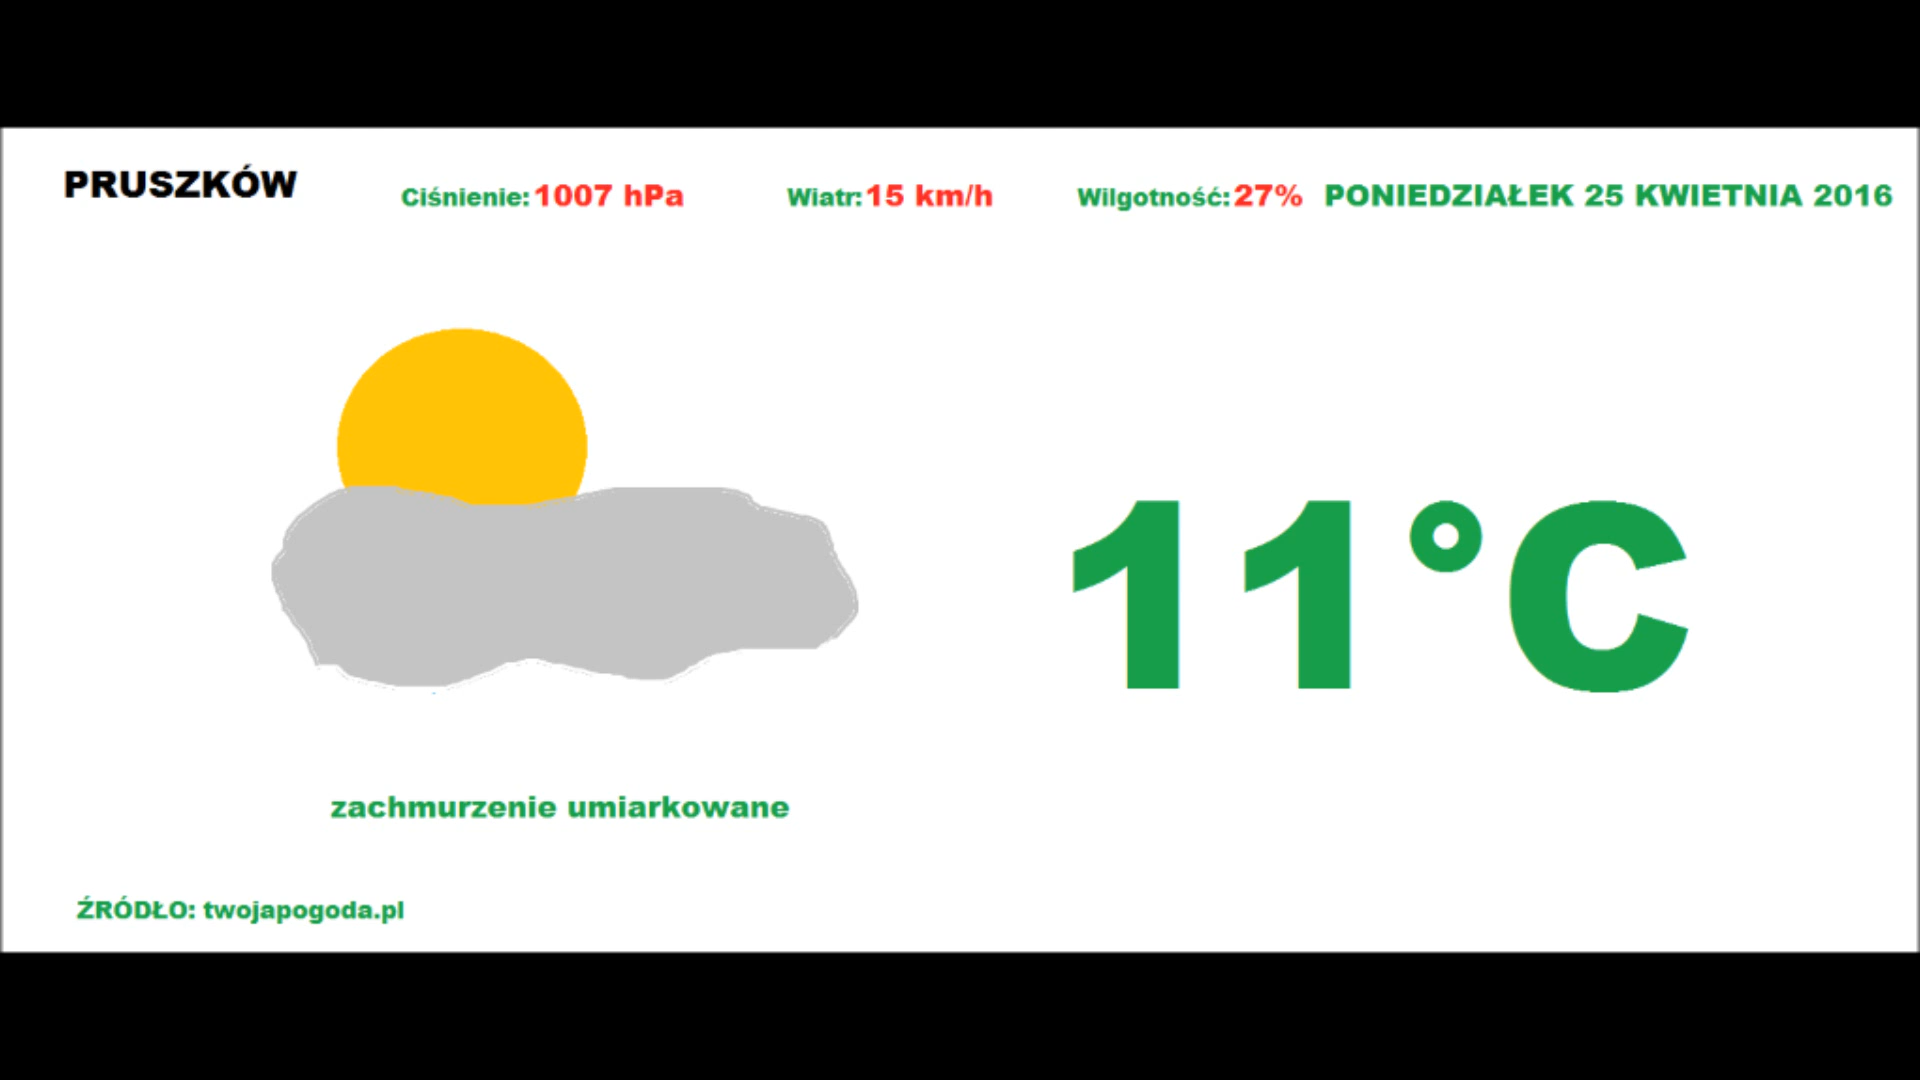 PRUSZKÓW
Ciśnienie: 1007 hPa
Wiatr: 15 km/h
Wilgotność: 27%
PONIEDZIAŁEK 25 KWIETNIA 2016
11°C
zachmurzenie umiarkowane
ŹRÓDŁO: twojapogoda.pl